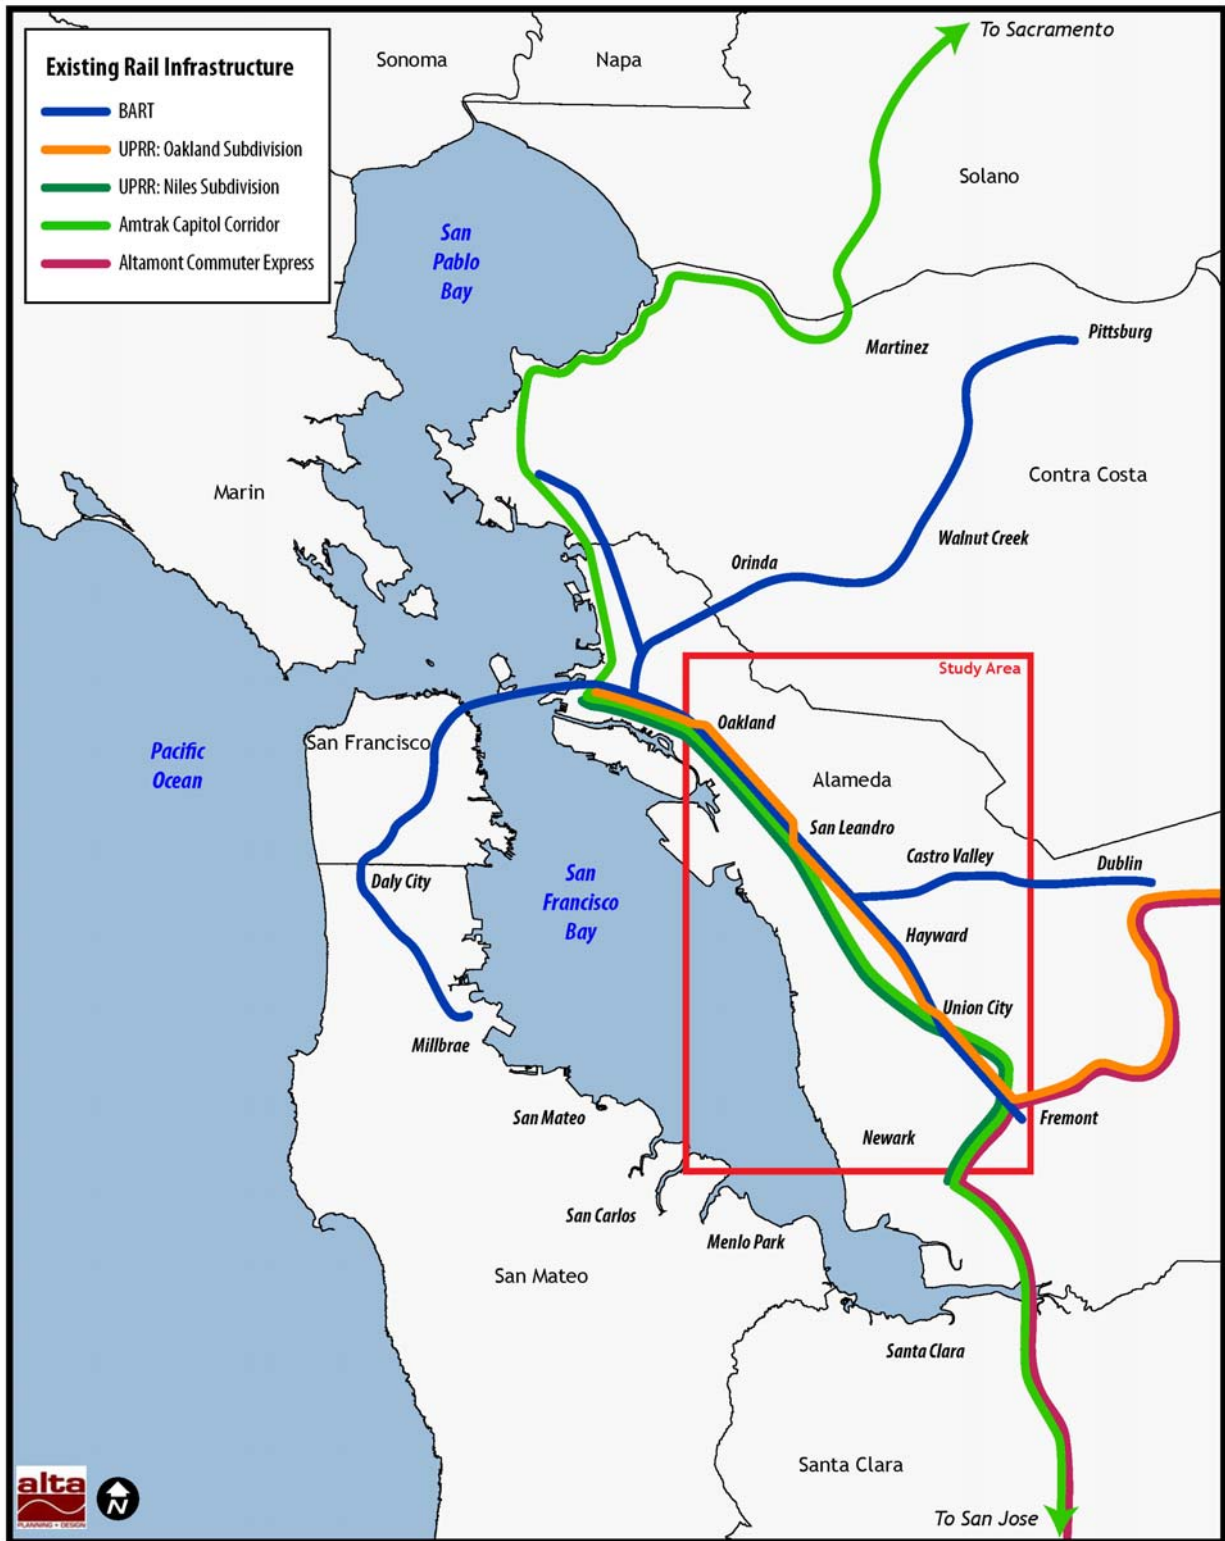 To Sacramento
Sonoma
Napa
Existing Rail Infrastructure
BART
UPRR: Oakland Subdivision
UPRR: Niles Subdivision
Amtrak Capitol Corridor
Altamont Commuter Express
Solano
San
Pablo
Bay
Martinez
Pittsburg
Marin
Contra Costa
Walnut Creek
Orinda
Study Area
Oakland
San Francisco
Pacific
Ocean
Alameda
San Leandro
Castro Valley
Dublin
Daly City
San
Francisco
Bay
Hayward
Union City
Millbrae
San Mateo
Fremont
Newark
San Carlos
Menlo Park
San Mateo
Santa Clara
Santa Clara
alta
PLANNING + DESIGN
N
To San Jose